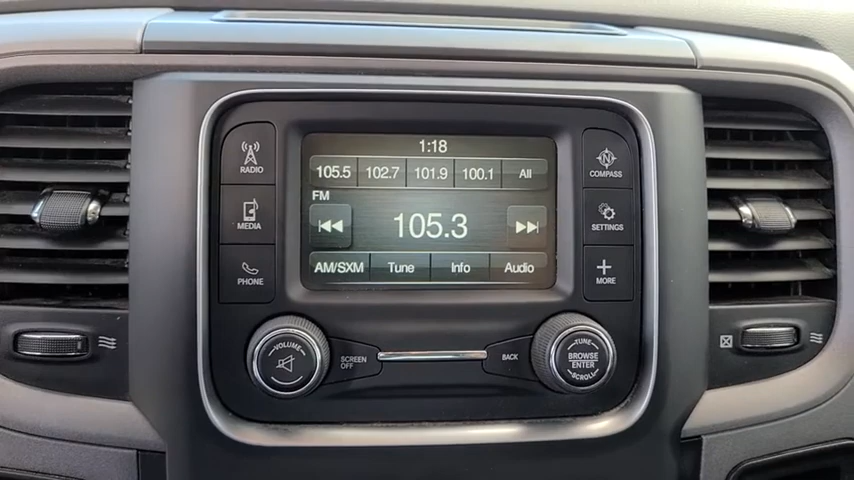 1:18
105.5 102.7 101.9 100.1 All
FM
105.3
AM/SXM Tune Info Audio
RADIO
MEDIA
PHONE
N
COMPASS
SETTINGS
MORE
VOLUME
SCREEN
OFF
BACK
TUNE
BROWSE
ENTER
SCROLL